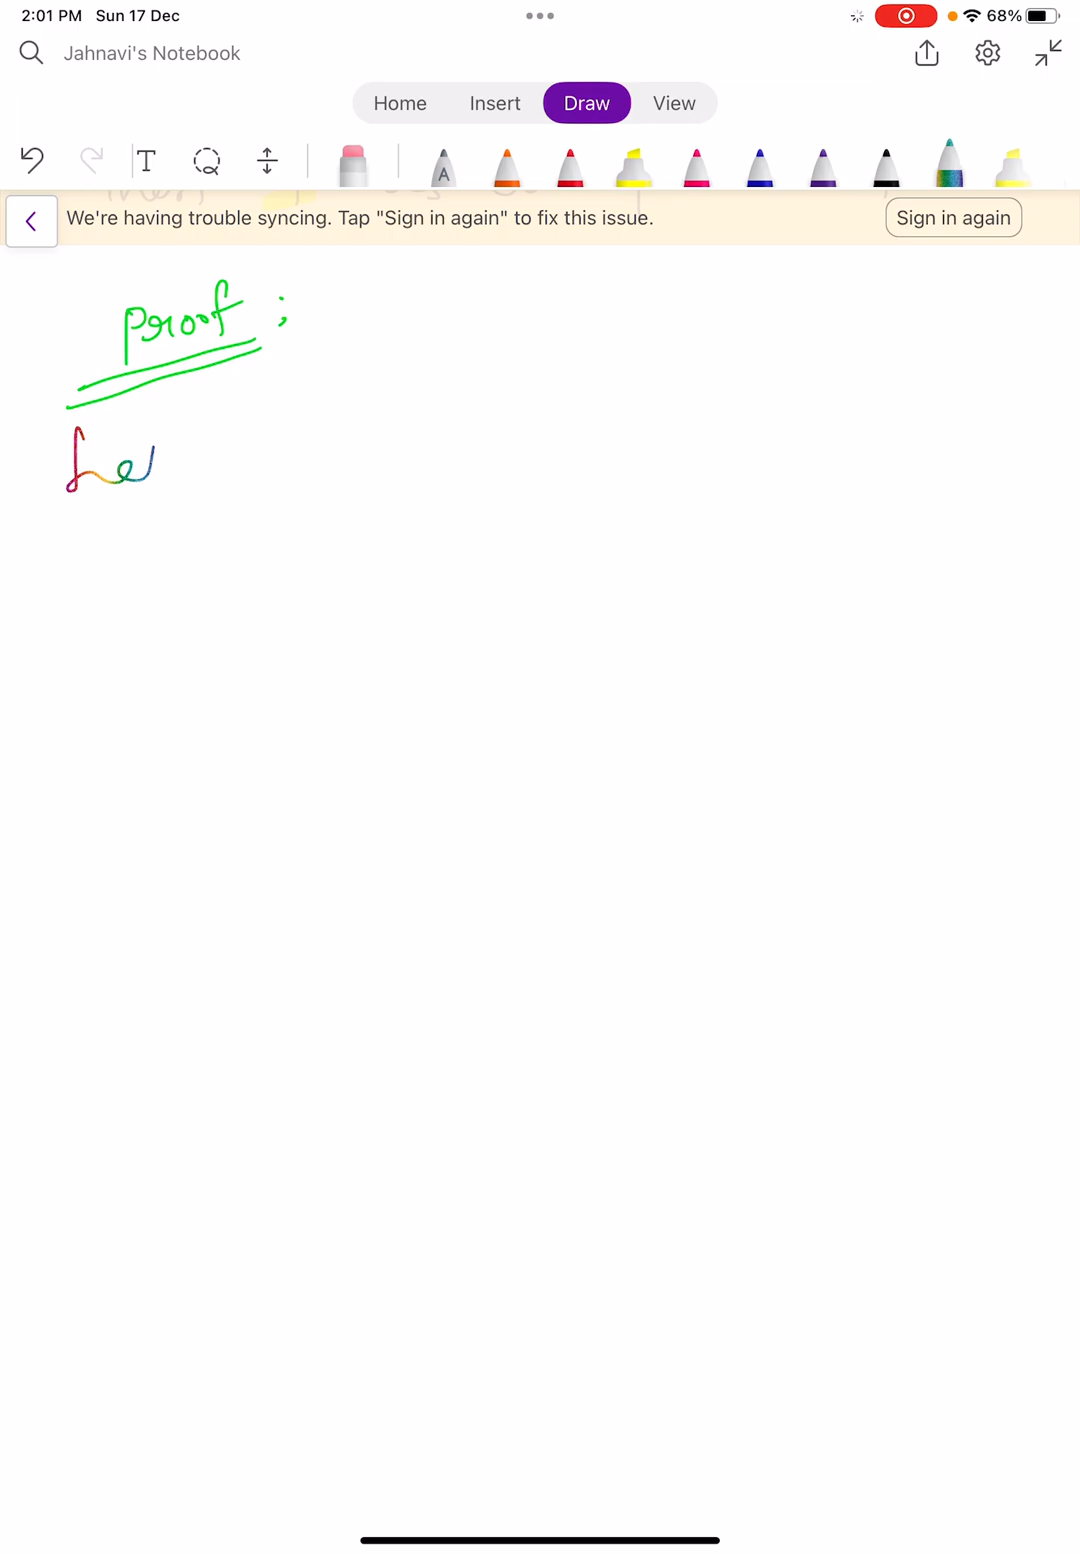 2:01 PM Sun 17 Dec
68%
Jahnavi's Notebook
Home Insert Draw View
T
A
We're having trouble syncing. Tap "Sign in again" to fix this issue. Sign in again
Proof :
Le